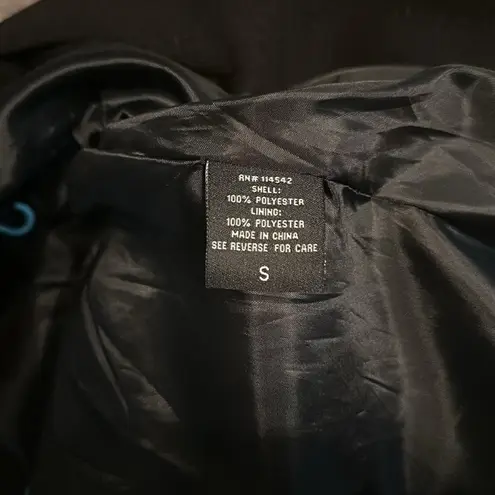 RN# 114542
SHELL:
100% POLYESTER
LINING:
100% POLYESTER
MADE IN CHINA
SEE REVERSE FOR CARE
S